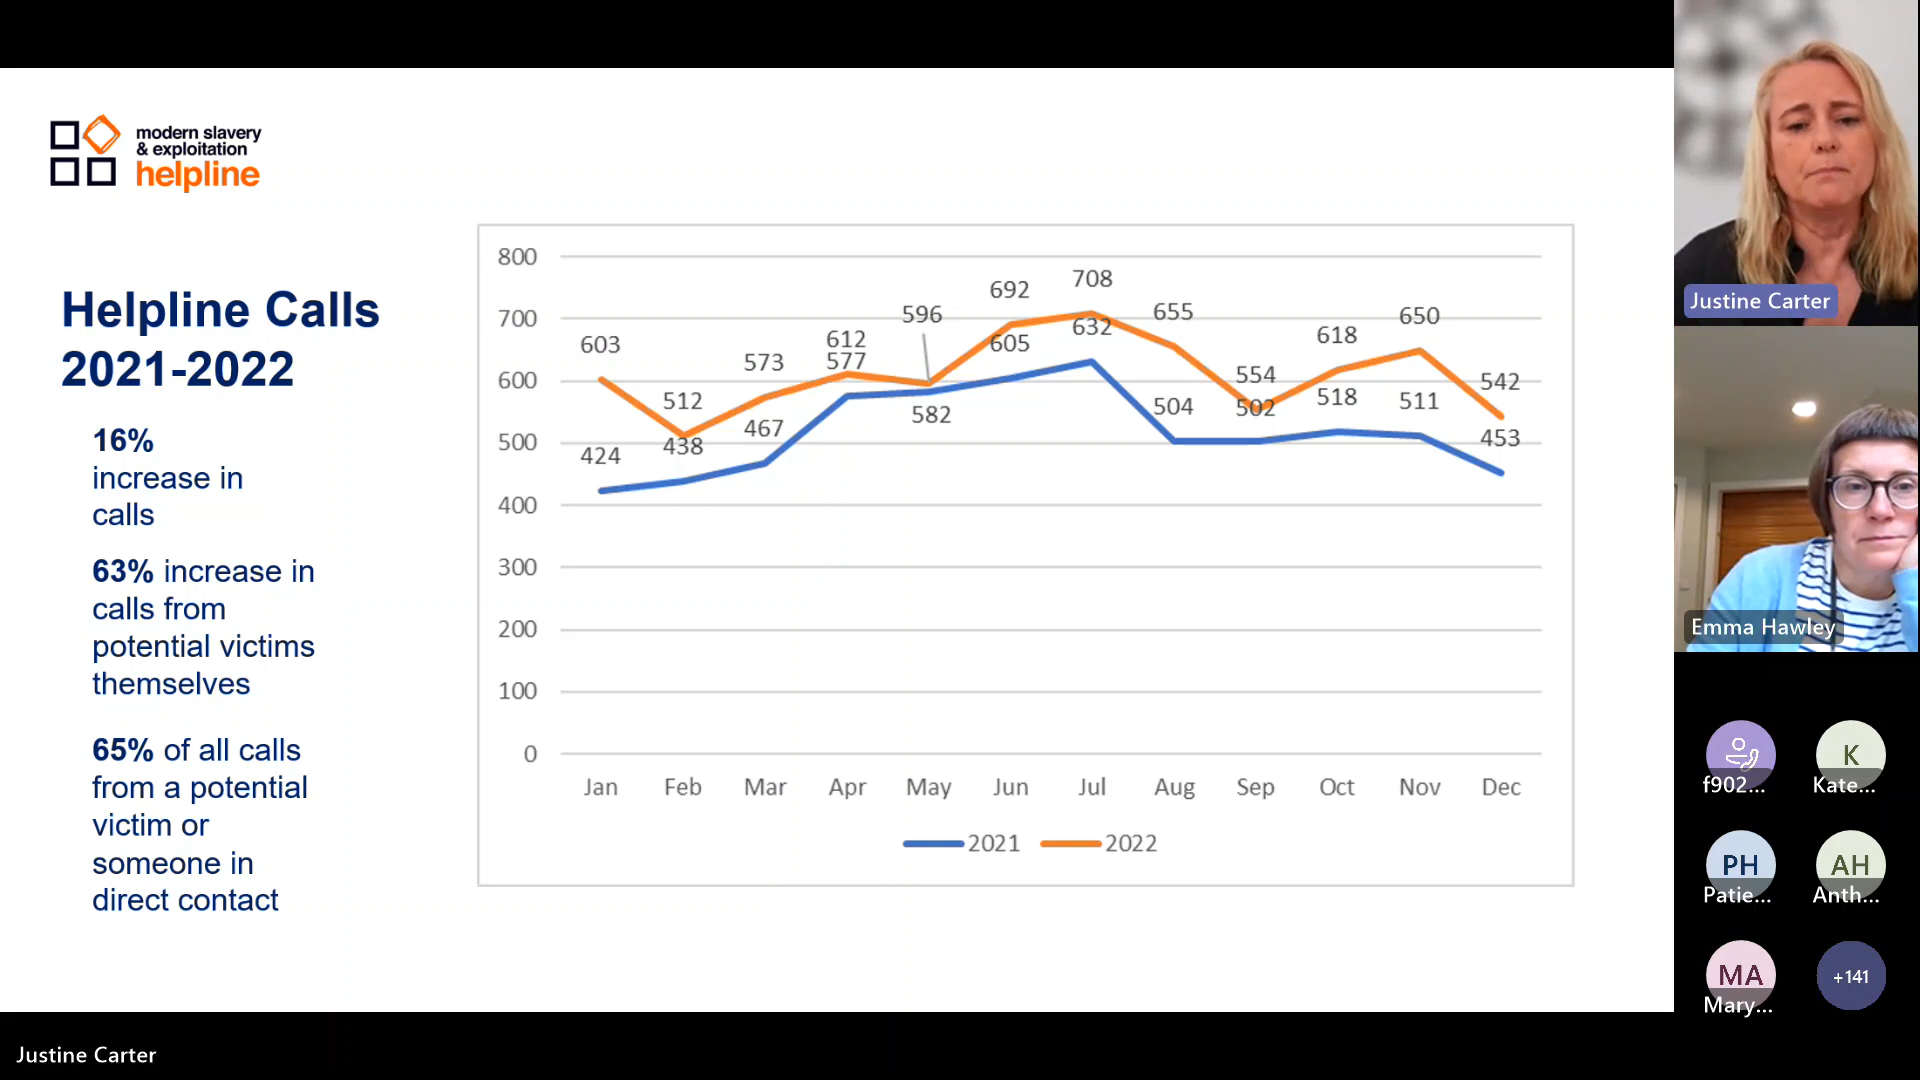 modern slavery
& exploitation
helpline
Helpline Calls
2021-2022
16%
increase in
calls
63% increase in
calls from
potential victims
themselves
65% of all calls
from a potential
victim or
someone in
direct contact
800
700
600
500
400
300
200
100
0
603
512
573
612
596
692
708
655
554
618
650
542
424
438
467
577
582
605
632
504
502
518
511
453
Jan Feb Mar Apr May Jun Jul Aug Sep Oct Nov Dec
2021 2022
Justine Carter
Emma Hawley
f902...
K
Kate...
PH
Patie...
AH
Anth...
MA
Mary...
+141
Justine Carter